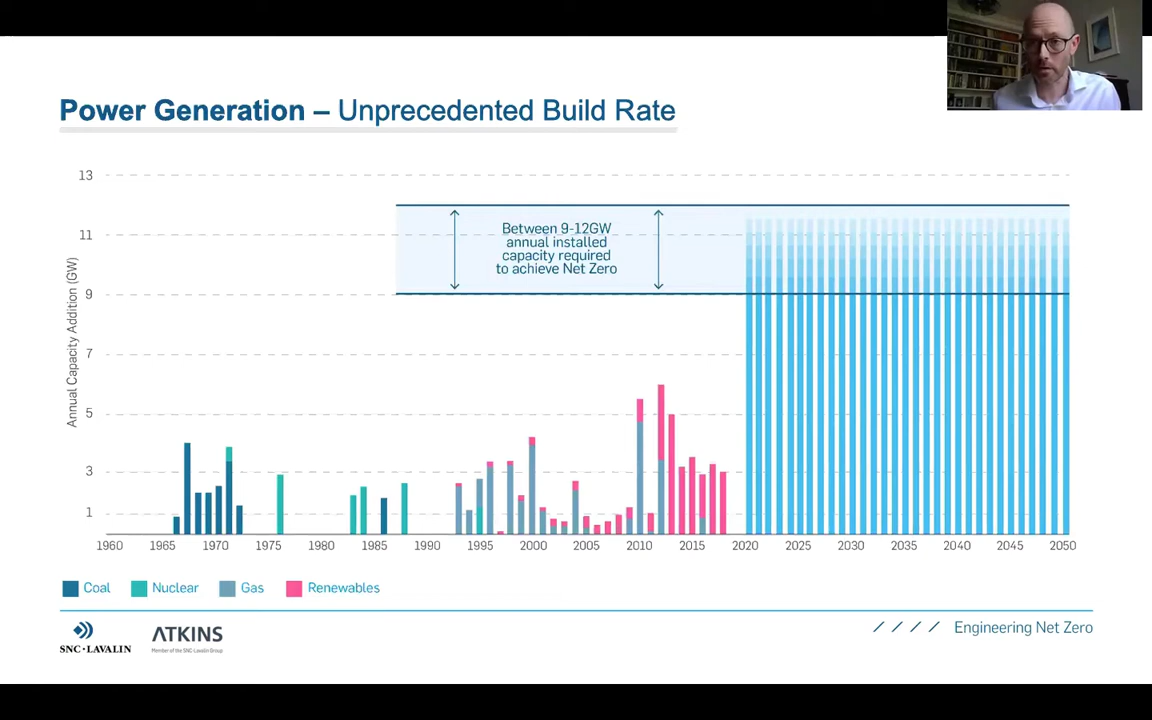 Power Generation – Unprecedented Build Rate
Annual Capacity Addition (GW)
13
11
9
7
5
3
1
Between 9-12GW
annual installed
capacity required
to achieve Net Zero
1960 1965 1970 1975 1980 1985 1990 1995 2000 2005 2010 2015 2020 2025 2030 2035 2040 2045 2050
Coal Nuclear Gas Renewables
SNC·LAVALIN
ATKINS
Member of the SNC-Lavalin Group
//// Engineering Net Zero